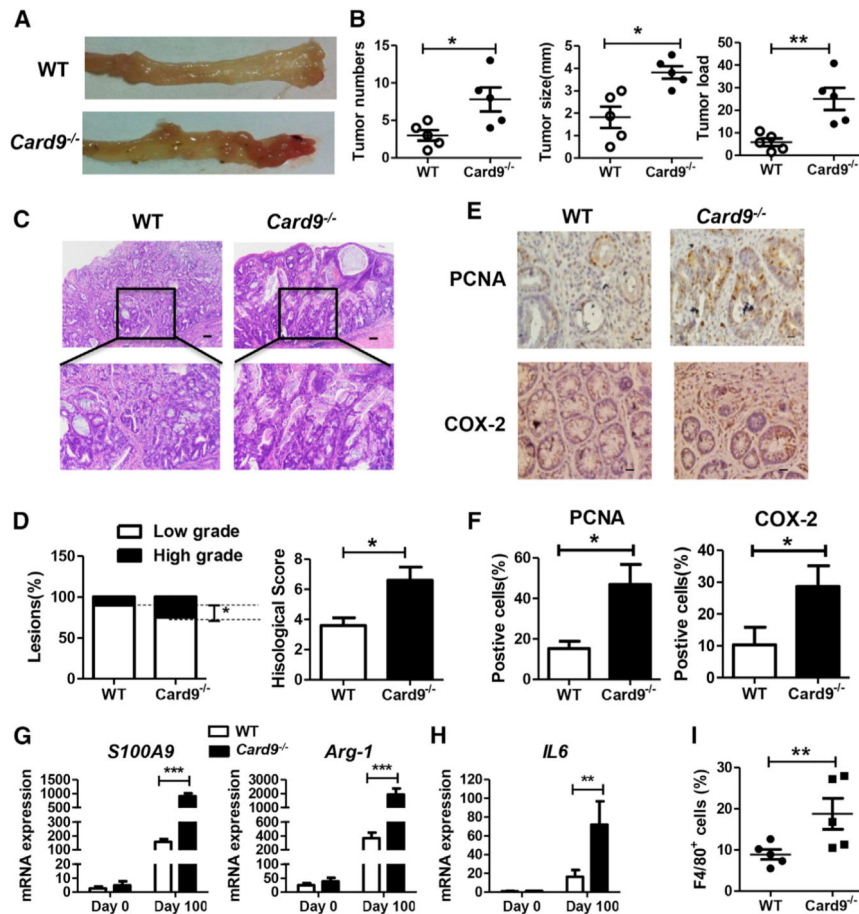 A
WT
Card9-/-
B
Tumor numbers
15
10
5
0
*
WT
Card9-/-
Tumor size(mm)
5
4
3
2
1
0
*
WT
Card9-/-
Tumor load
50
40
30
20
10
0
**
WT
Card9-/-
C
WT
Card9-/-
E
WT
Card9-/-
PCNA
COX-2
D
Low grade
High grade
Lesions(%)
150
100
50
100
*
WT
Card9-/-
Hisological Score
8
6
4
2
0
*
WT
Card9-/-
F
PCNA
Postive cells(%)
60
40
20
0
*
WT
Card9-/-
COX-2
Postive cells(%)
40
30
20
10
0
*
WT
Card9-/-
G
WT
Card9-/-
S100A9
mRNA expression
1500
1000
500
300
200
100
20
10
0
***
Day 0
Day 100
Arg-1
mRNA expression
3000
2000
1000
600
400
200
100
50
0
***
Day 0
Day 100
H
IL6
mRNA expression
100
80
60
40
20
0
**
Day 0
Day 100
I
F4/80+ cells (%)
30
20
10
0
**
WT
Card9-/-